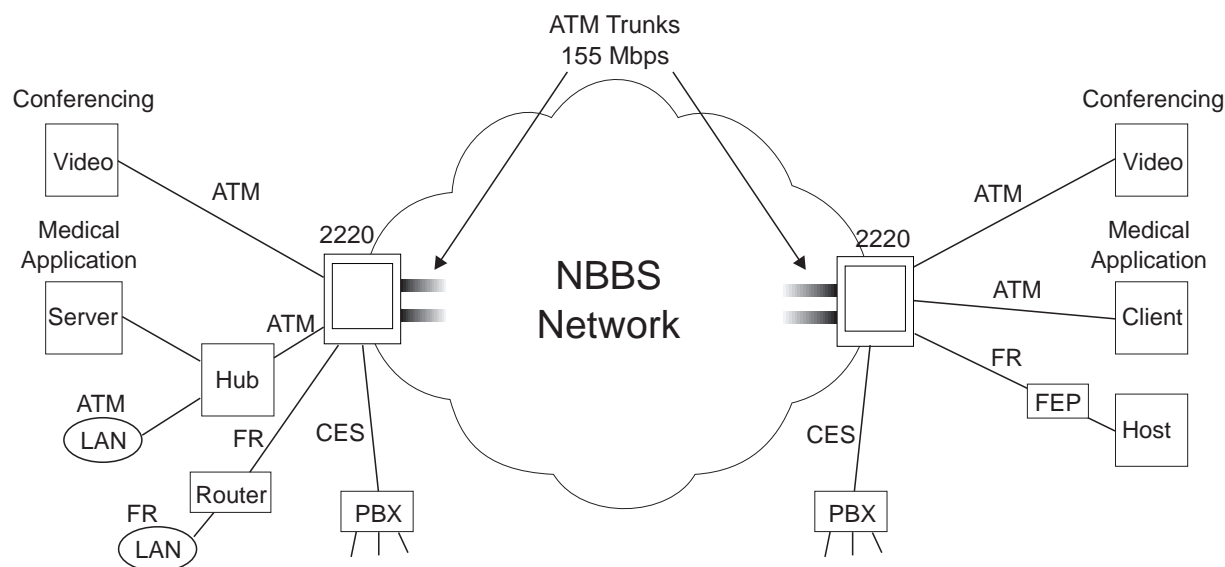 ATM Trunks
155 Mbps
Conferencing
Video
ATM
Medical
Application
Server
2220
ATM
Hub
ATM
LAN
FR
Router
FR
LAN
CES
PBX
NBBS
Network
Conferencing
Video
ATM
2220
Medical
Application
ATM
Client
FR
FEP
Host
CES
PBX